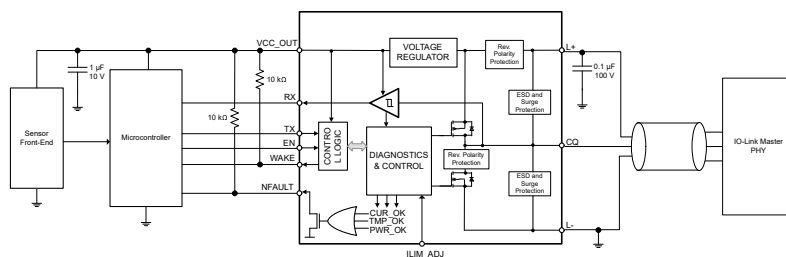 VCC_OUT
VOLTAGE
REGULATOR
Rev.
Polarity
Protection
L+
1 µF
10 V
10 kΩ
0.1 µF
100 V
RX
10 kΩ
ESD and
Surge
Protection
Sensor
Front-End
Microcontroller
TX
EN
WAKE
NFAULT
CONTRO
L LOGIC
DIAGNOSTICS
& CONTROL
Rev. Polarity
Protection
CQ
IO-Link Master
PHY
ESD and
Surge
Protection
CUR_OK
TMP_OK
PWR_OK
L-
ILIM_ADJ